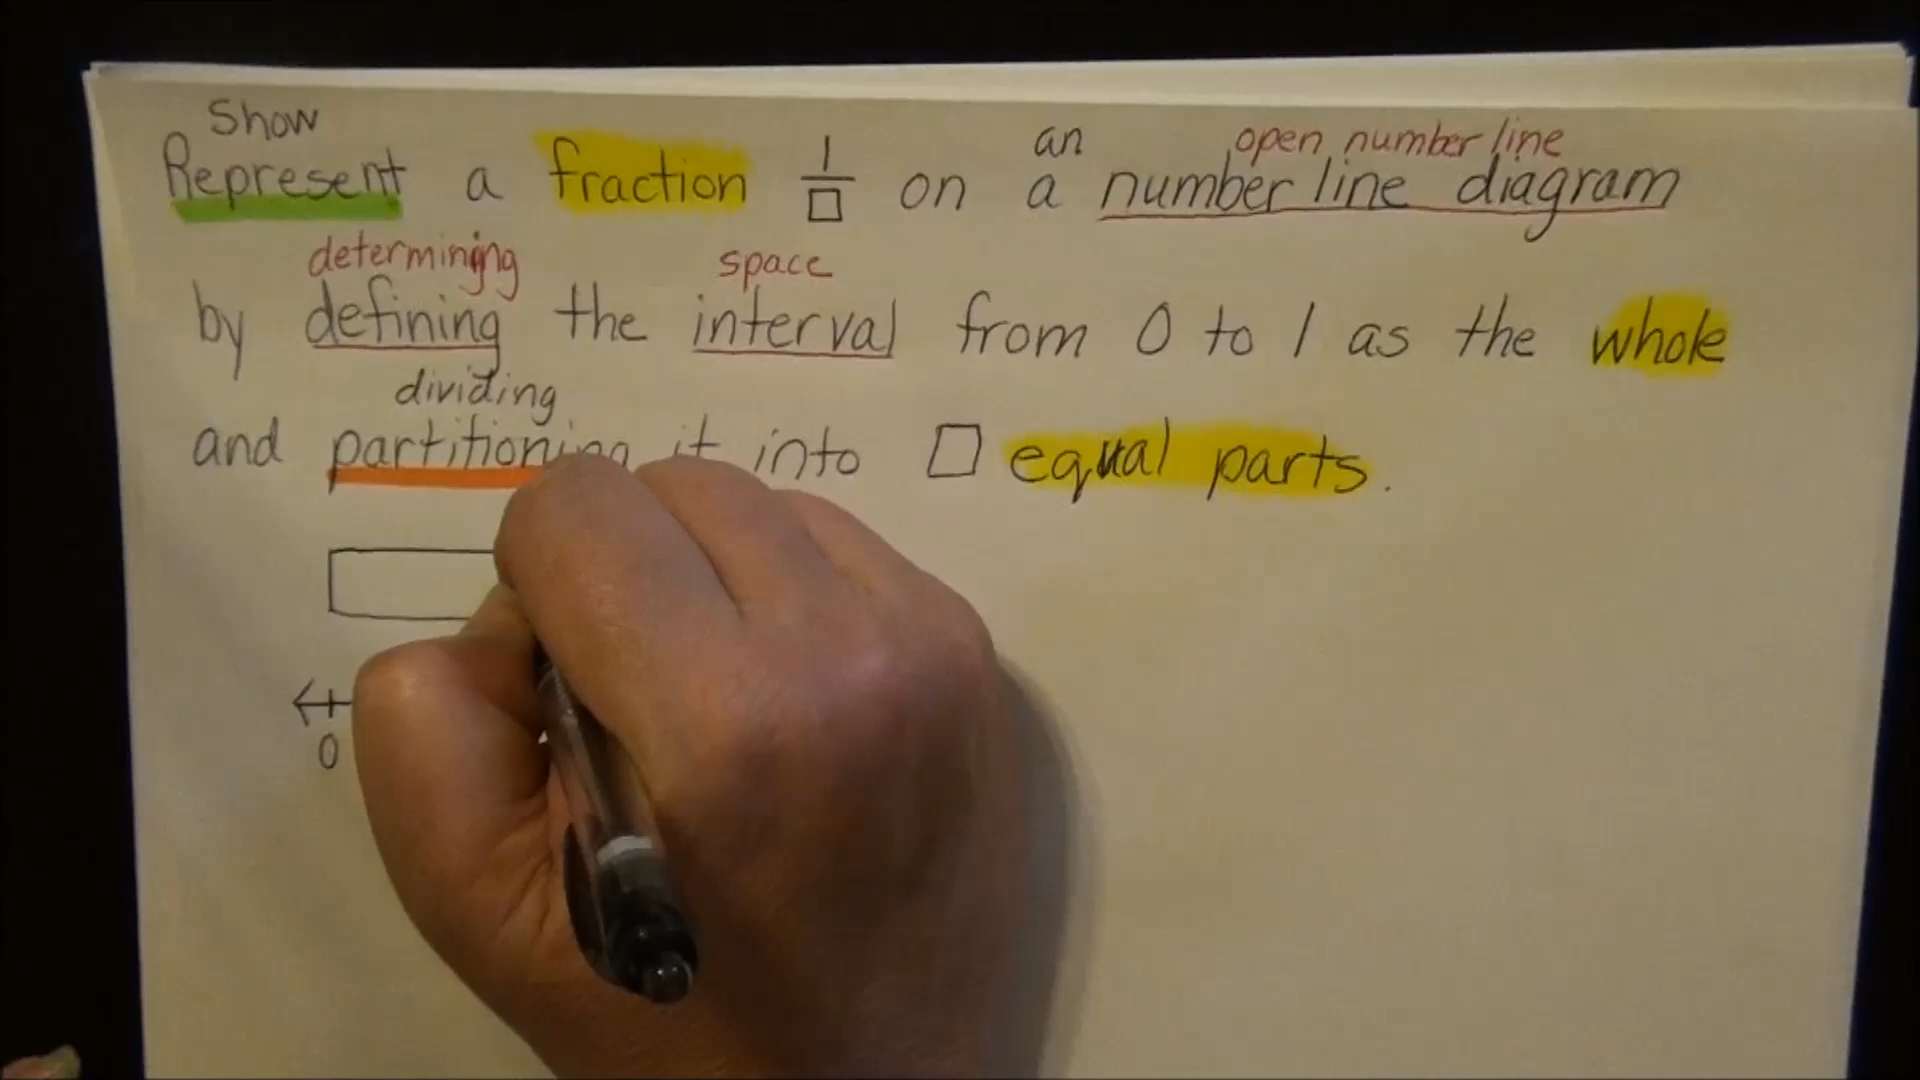 Show an open number line
Represent a fraction 1/□ on a number line diagram
determining space
by defining the interval from 0 to 1 as the whole
dividing
and partitioning it into □ equal parts.
0